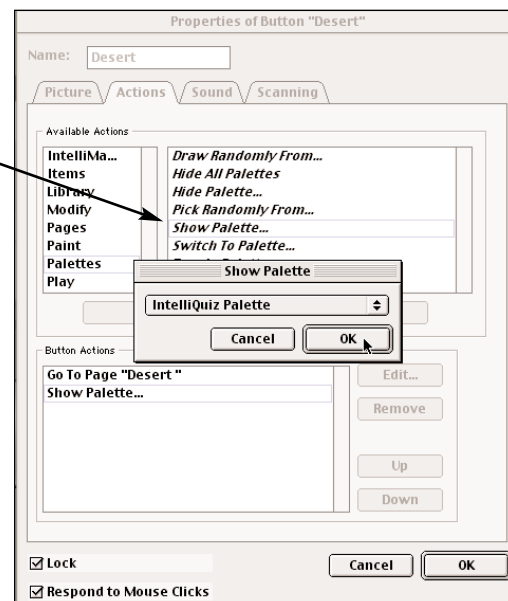 Properties of Button "Desert"
Name: Desert
Picture Actions Sound Scanning
Available Actions
IntelliMa...
Items
Library
Modify
Pages
Paint
Palettes
Play
Draw Randomly From...
Hide All Palettes
Hide Palette...
Pick Randomly From...
Show Palette...
Switch To Palette...
Show Palette
IntelliQuiz Palette
Cancel OK
Button Actions
Go To Page "Desert "
Show Palette...
Edit...
Remove
Up
Down
Lock
Cancel OK
Respond to Mouse Clicks